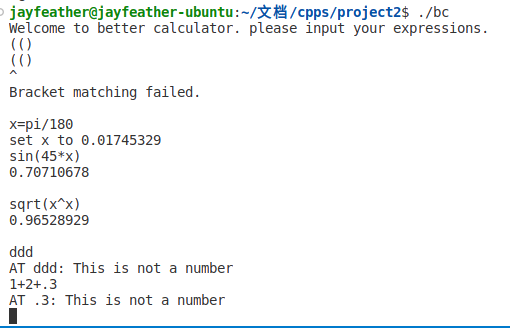 jayfeather@jayfeather-ubuntu:~/文档/cpps/project2$ ./bc
Welcome to better calculator. please input your expressions.
(()
(()
^
Bracket matching failed.
x=pi/180
set x to 0.01745329
sin(45*x)
0.70710678
sqrt(x^x)
0.96528929
ddd
AT ddd: This is not a number
1+2+.3
AT .3: This is not a number